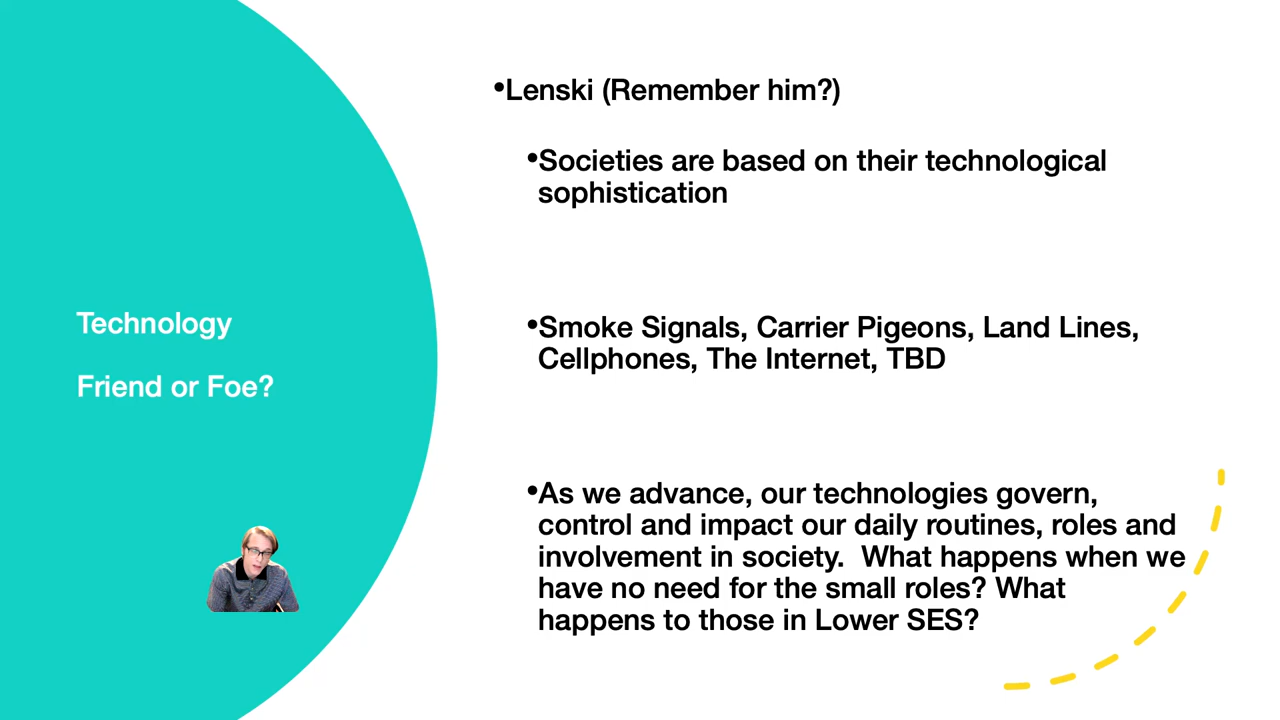 Technology
Friend or Foe?
•Lenski (Remember him?)
•Societies are based on their technological
sophistication
•Smoke Signals, Carrier Pigeons, Land Lines,
Cellphones, The Internet, TBD
•As we advance, our technologies govern,
control and impact our daily routines, roles and
involvement in society.  What happens when we
have no need for the small roles? What
happens to those in Lower SES?